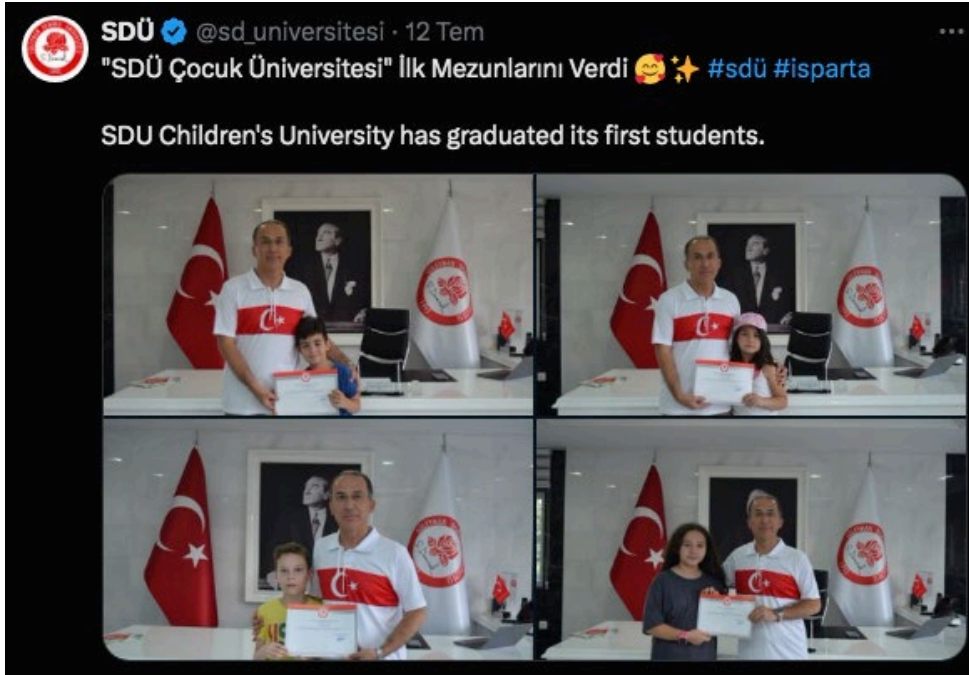 SDÜ @sd_universitesi · 12 Tem
"SDÜ Çocuk Üniversitesi" İlk Mezunlarını Verdi 🥰✨ #sdü #isparta
SDU Children's University has graduated its first students.